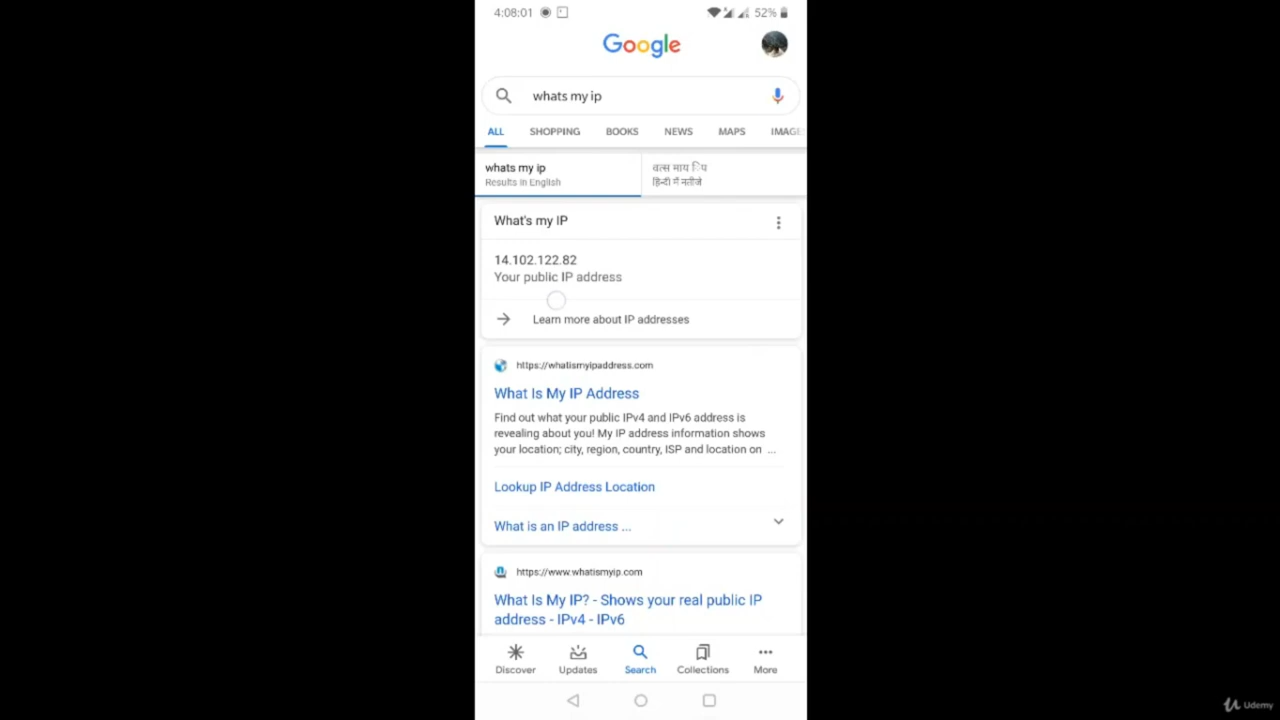 4:08:01
52%
Google
whats my ip
ALL
SHOPPING
BOOKS
NEWS
MAPS
IMAGE
whats my ip
Results in English
वत्स माय िप
हिन्दी में नतीजे
What's my IP
14.102.122.82
Your public IP address
Learn more about IP addresses
https://whatismyipaddress.com
What Is My IP Address
Find out what your public IPv4 and IPv6 address is
revealing about you! My IP address information shows
your location; city, region, country, ISP and location on ...
Lookup IP Address Location
What is an IP address ...
https://www.whatismyip.com
What Is My IP? - Shows your real public IP
address - IPv4 - IPv6
Discover
Updates
Search
Collections
More
Udemy